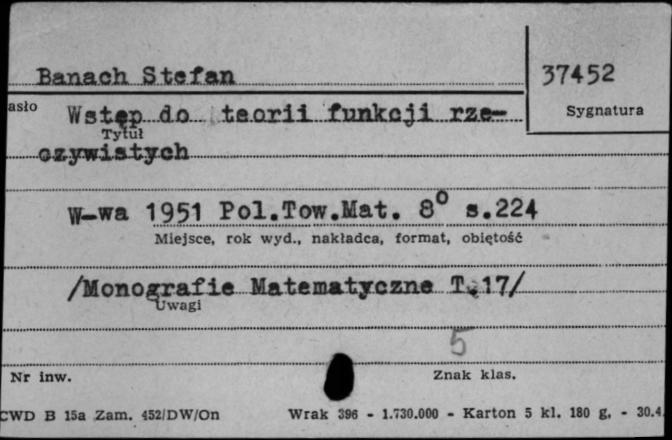 Banach Stefan
37452
asło
Wstęp do teorii funkcji rze-
Sygnatura
Tytuł
czywistych
W-wa 1951 Pol.Tow.Mat. 8° s.224
Miejsce, rok wyd., nakładca, format, objętość
/Monografie Matematyczne T.17/
Uwagi
5
Nr inw.
Znak klas.
CWD B 15a Zam. 452/DW/On
Wrak 396 - 1.730.000 - Karton 5 kl. 180 g. - 30.4